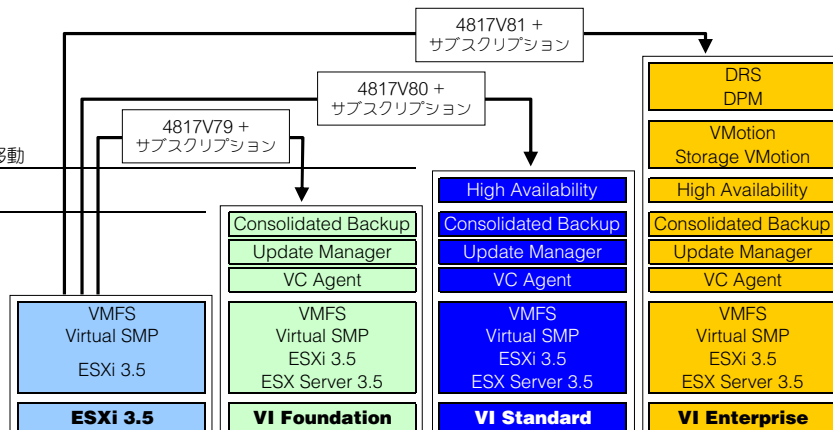 4817V81 +
サブスクリプション
4817V80 +
サブスクリプション
4817V79 +
サブスクリプション
移動
DRS
DPM
VMotion
Storage VMotion
High Availability
High Availability
Consolidated Backup
Consolidated Backup
Consolidated Backup
Update Manager
Update Manager
Update Manager
VC Agent
VC Agent
VC Agent
VMFS
Virtual SMP
ESXi 3.5
VMFS
Virtual SMP
ESXi 3.5
ESX Server 3.5
VMFS
Virtual SMP
ESXi 3.5
ESX Server 3.5
VMFS
Virtual SMP
ESXi 3.5
ESX Server 3.5
ESXi 3.5
VI Foundation
VI Standard
VI Enterprise